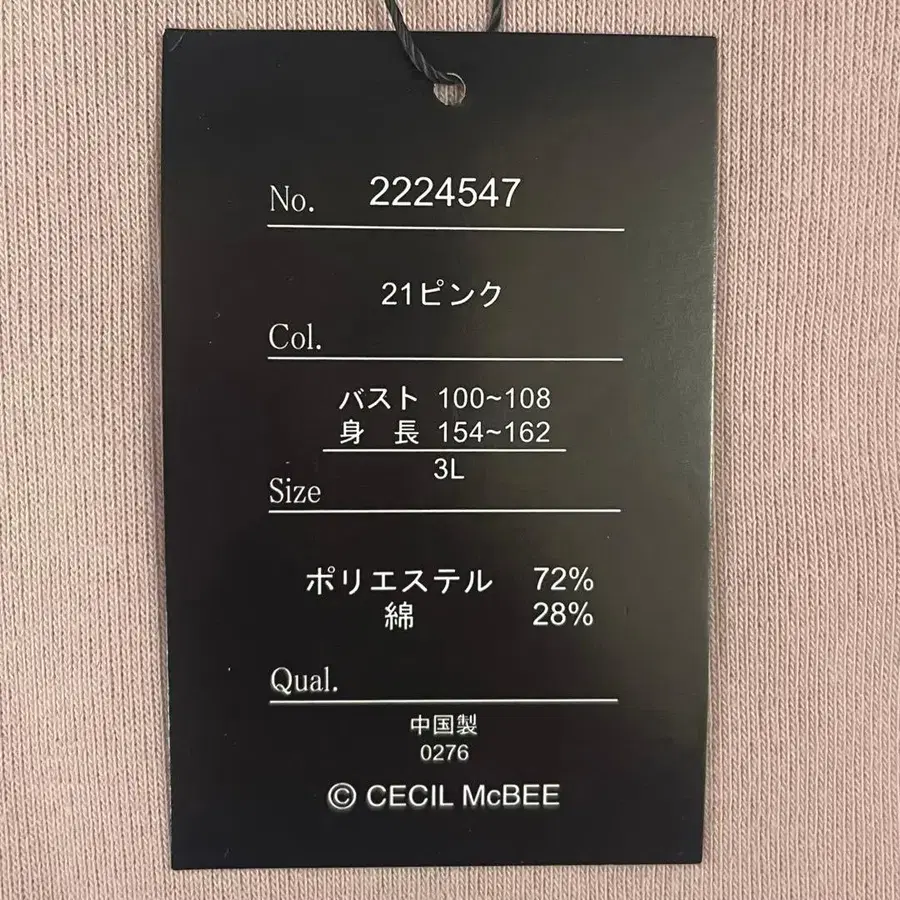 No. 2224547
21ピンク
Col.
バスト 100~108
身 長 154~162
3L
Size
ポリエステル 72%
綿 28%
Qual.
中国製
0276
© CECIL McBEE